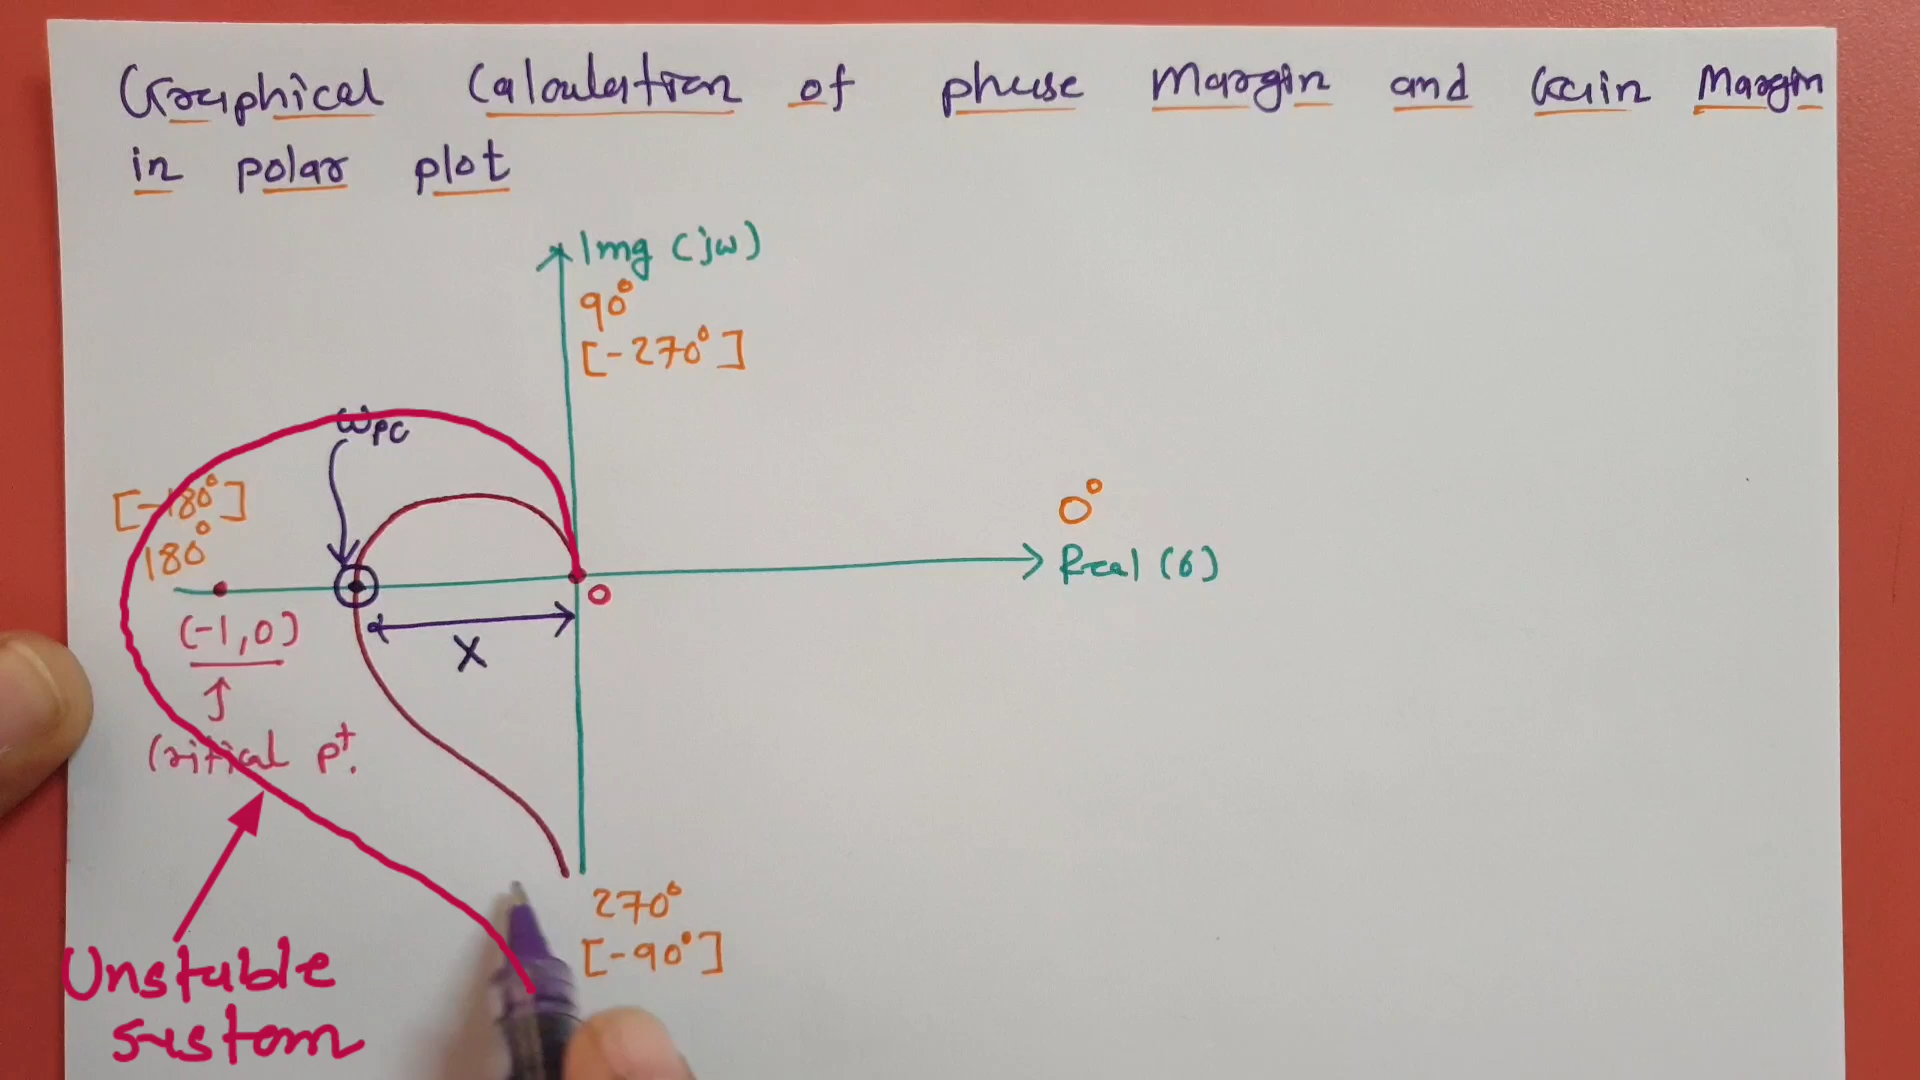 Graphical Calculation of phase Margin and Gain Margin
in polar plot
Img (jω)
90°
[-270°]
ωpc
[-180°]
180°
0°
Real (σ)
0
(-1,0)
X
Critical pt.
270°
[-90°]
Unstable
system